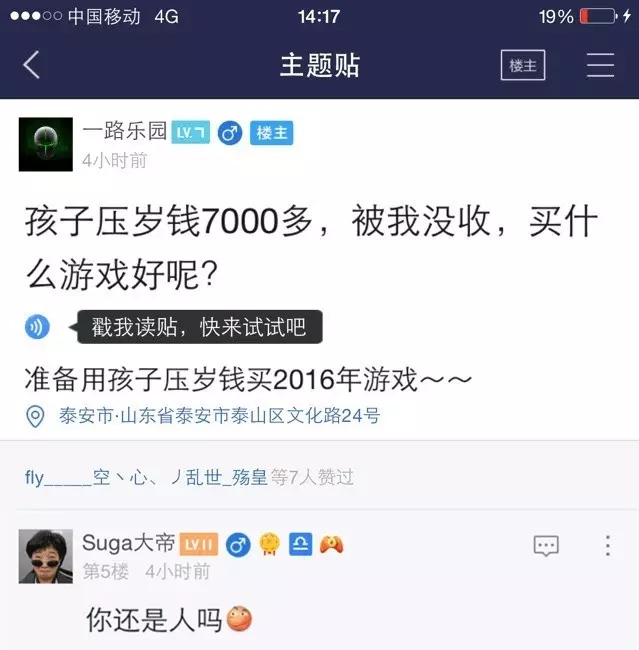 中国移动 4G 14:17 19%
主题贴 楼主
一路乐园 LV.7 楼主
4小时前
孩子压岁钱7000多，被我没收，买什
么游戏好呢？
戳我读贴，快来试试吧
准备用孩子压岁钱买2016年游戏～～
泰安市·山东省泰安市泰山区文化路24号
fly_____空丶心、丿乱世_殇皇等7人赞过
Suga大帝 LV11
第5楼 4小时前
你还是人吗